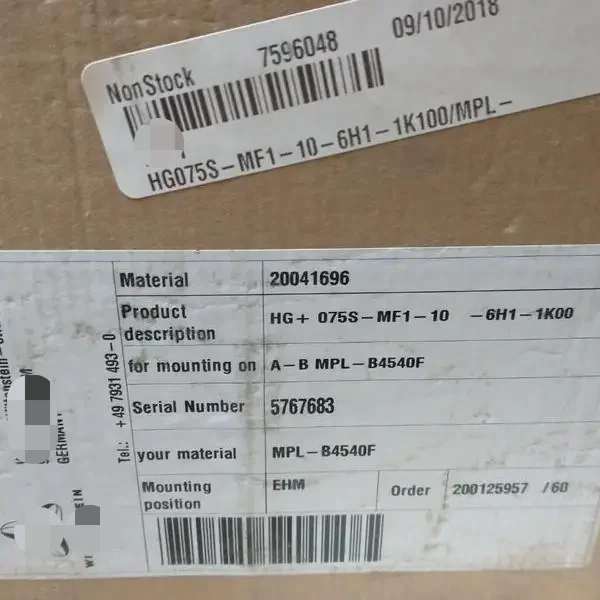 NonStock 7596048 09/10/2018
HG075S-MF1-10-6H1-1K100/MPL-
Material 20041696
Product description HG+ 075S-MF1-10 -6H1-1K00
for mounting on A-B MPL-B4540F
Serial Number 5767683
your material MPL-B4540F
Mounting position EHM Order 200125957 /60
Tel.: +49 7931 493-0